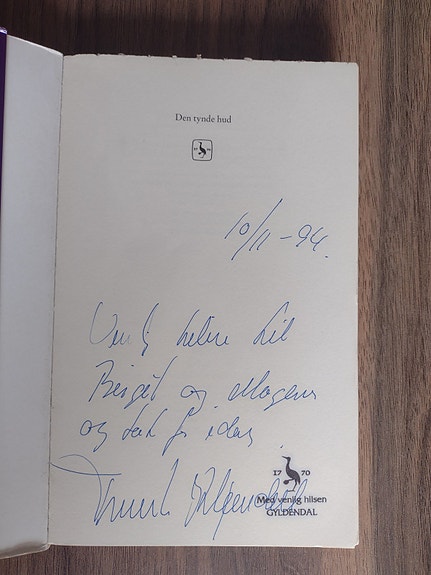 Den tynde hud
10/11-94.
Venlig hilsen til
Birgit og Mogens
og tak for idag
17 70
Med venlig hilsen
GYLDENDAL